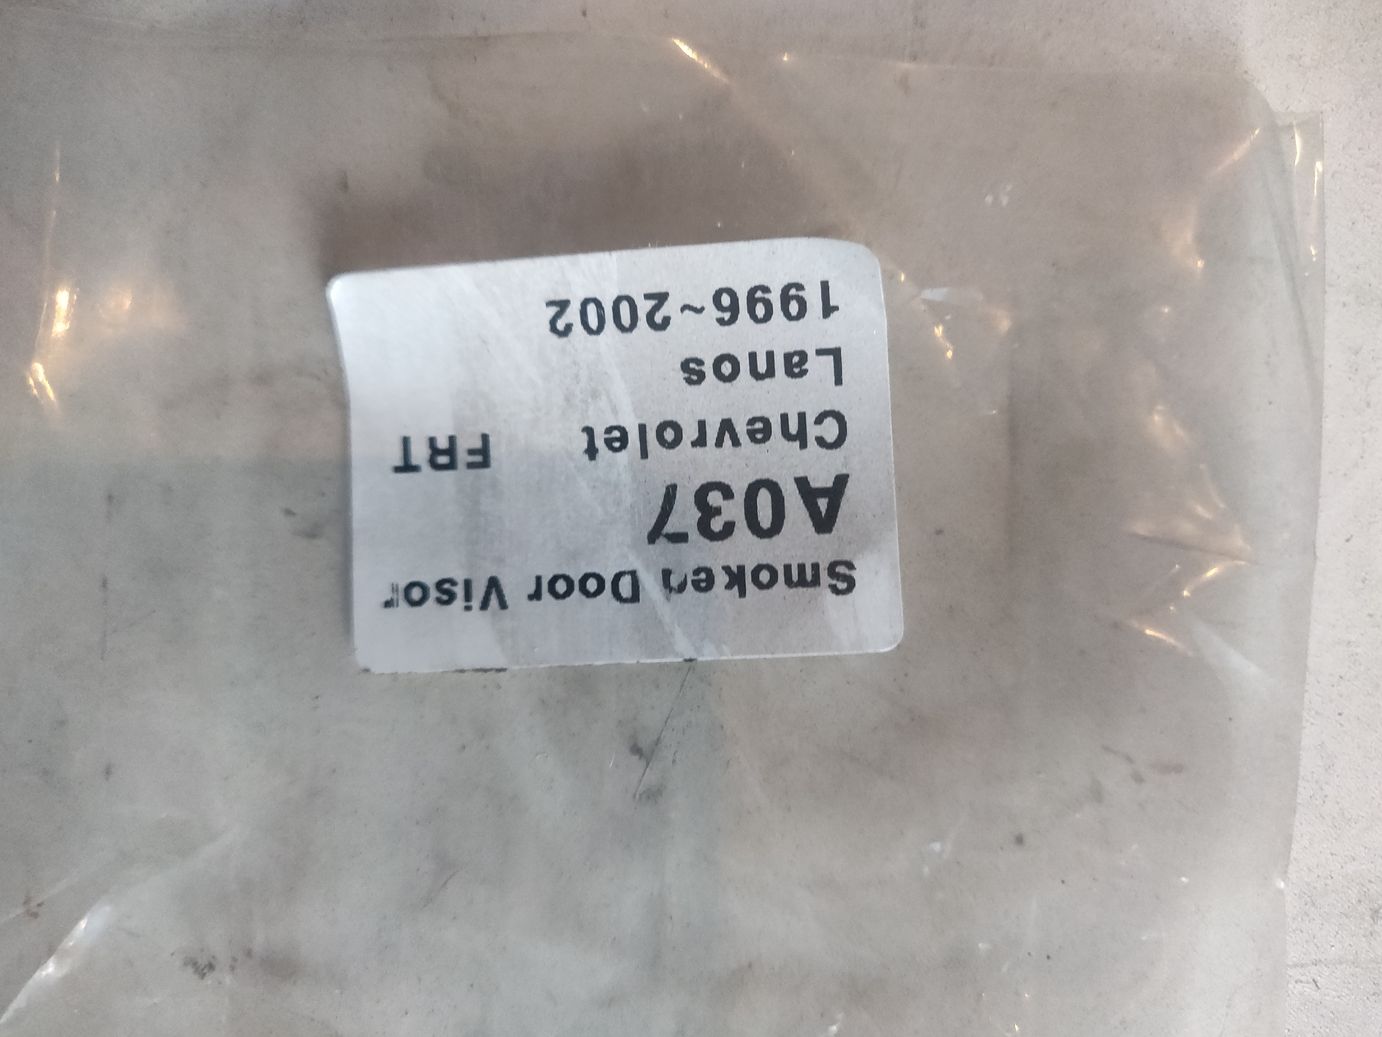 Smoked Door Visor
A037
Chevrolet FRT
Lanos
1996~2002